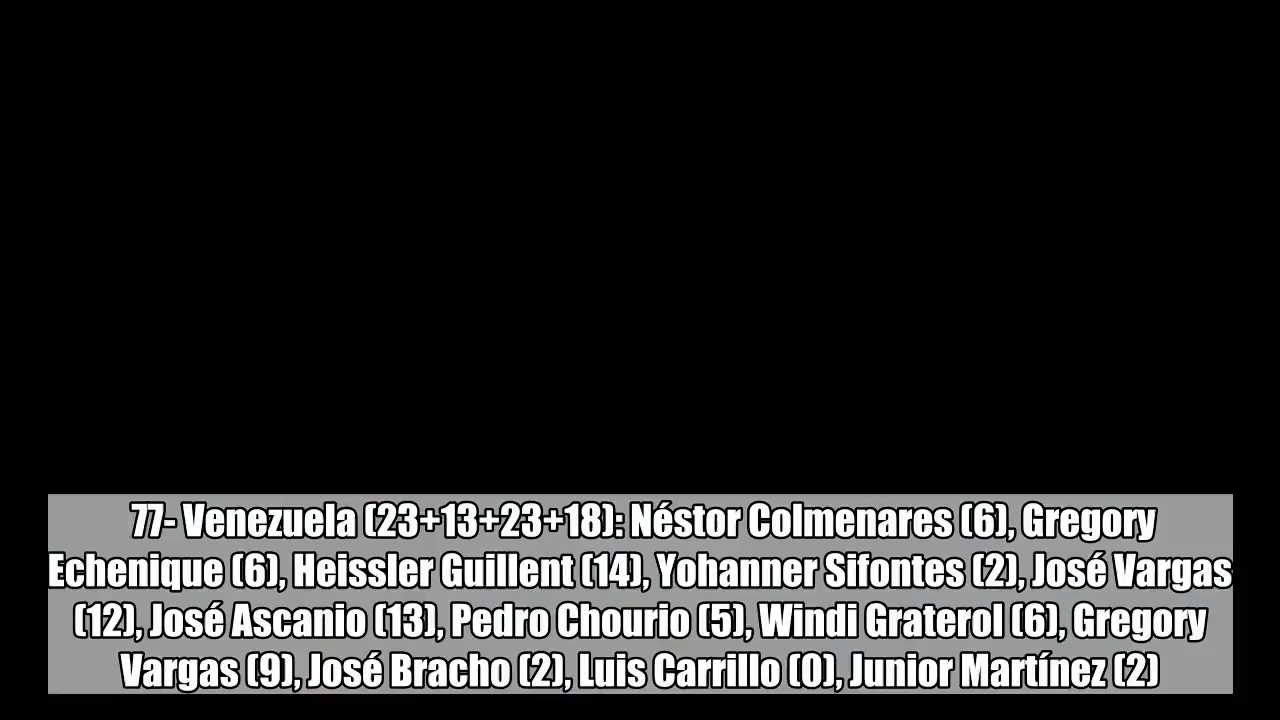 77- Venezuela (23+13+23+18): Néstor Colmenares (6), Gregory
Echenique (6), Heissler Guillent (14), Yohanner Sifontes (2), José Vargas
(12), José Ascanio (13), Pedro Chourio (5), Windi Graterol (6), Gregory
Vargas (9), José Bracho (2), Luis Carrillo (0), Junior Martínez (2)